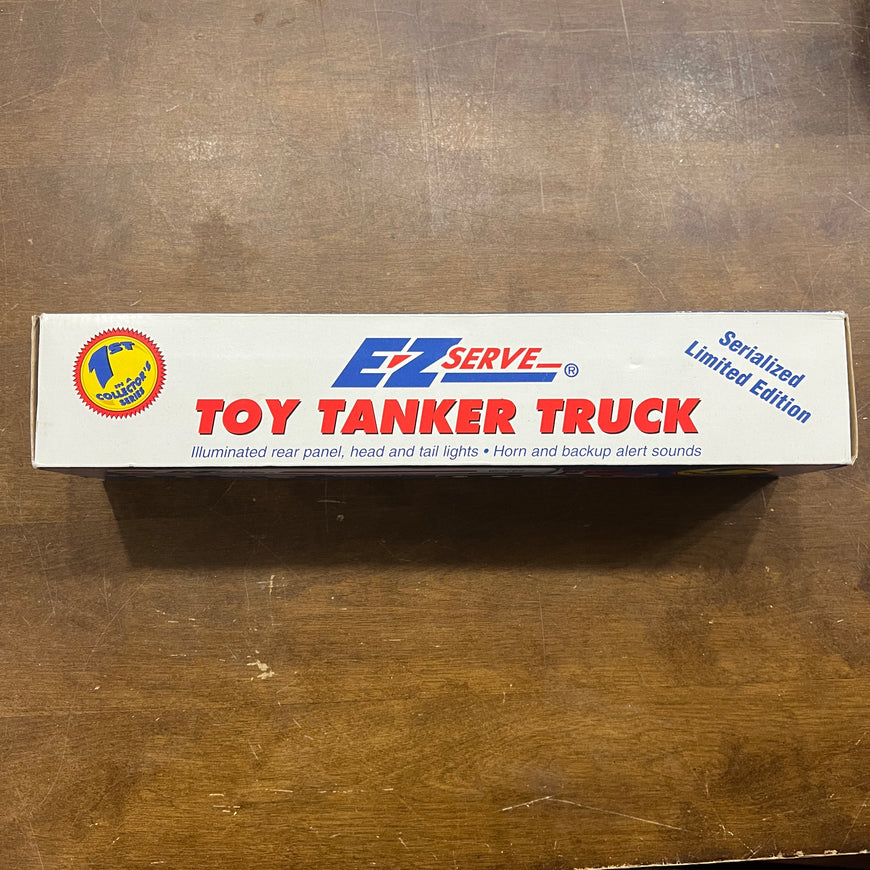 1ST
IN A
COLLECTOR'S
SERIES
E-Z SERVE ®
TOY TANKER TRUCK
Illuminated rear panel, head and tail lights • Horn and backup alert sounds
Serialized
Limited Edition